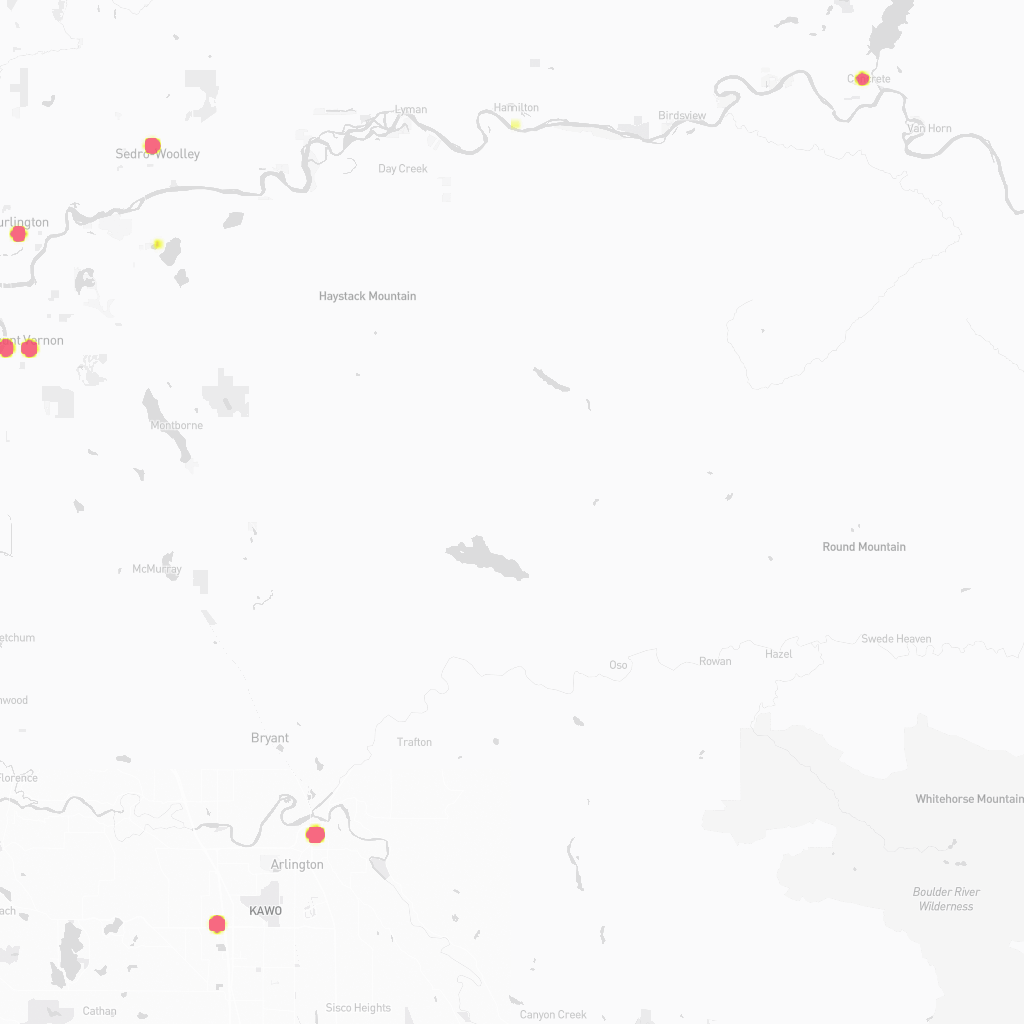 Concrete
Lyman
Hamilton
Birdsview
Van Horn
Sedro-Woolley
Day Creek
urlington
Haystack Mountain
unt Vernon
Montborne
Round Mountain
McMurray
etchum
Swede Heaven
Hazel
Rowan
Oso
nwood
Bryant
Trafton
Florence
Whitehorse Mountain
Arlington
Boulder River
Wilderness
KAWO
ach
Sisco Heights
Cathap
Canyon Creek